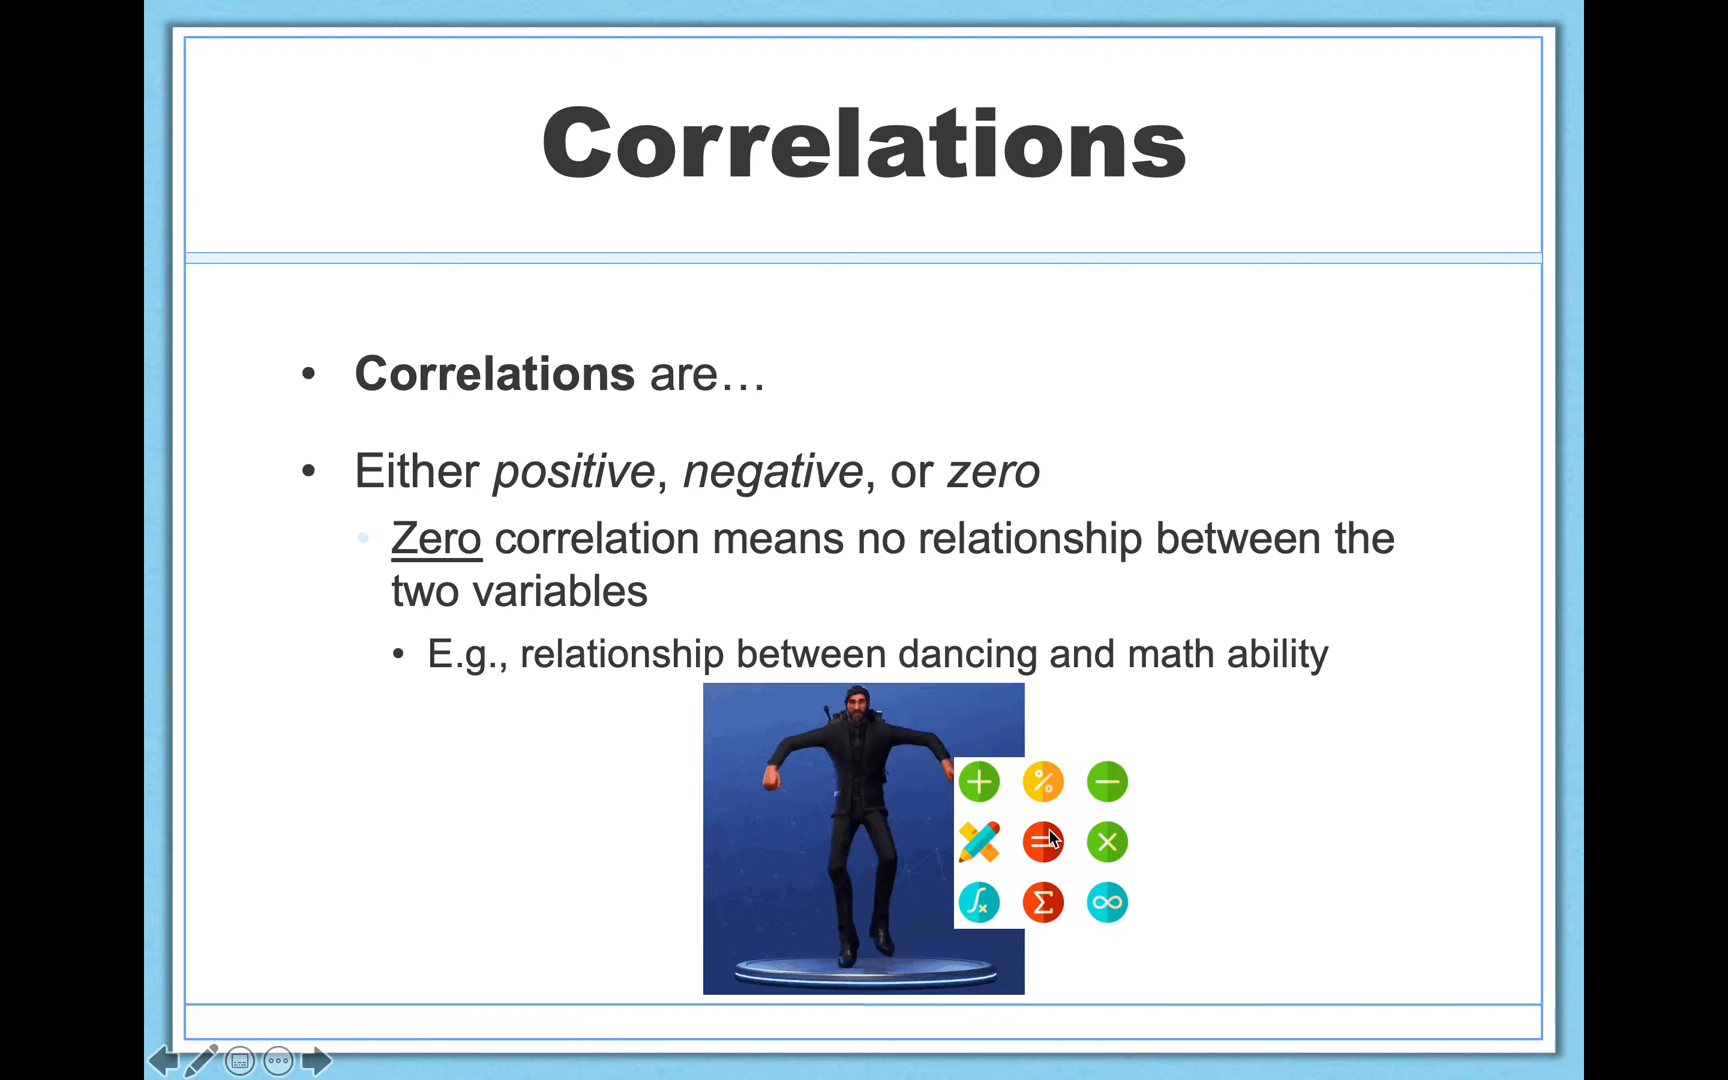 Correlations
• Correlations are…
• Either positive, negative, or zero
• Zero correlation means no relationship between the
two variables
• E.g., relationship between dancing and math ability
+ % −
= ×
∫x Σ ∞